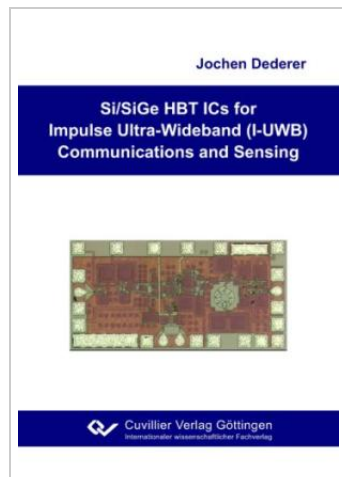 Jochen Dederer
Si/SiGe HBT ICs for
Impulse Ultra-Wideband (I-UWB)
Communications and Sensing
Cuvillier Verlag Göttingen
Internationaler wissenschaftlicher Fachverlag